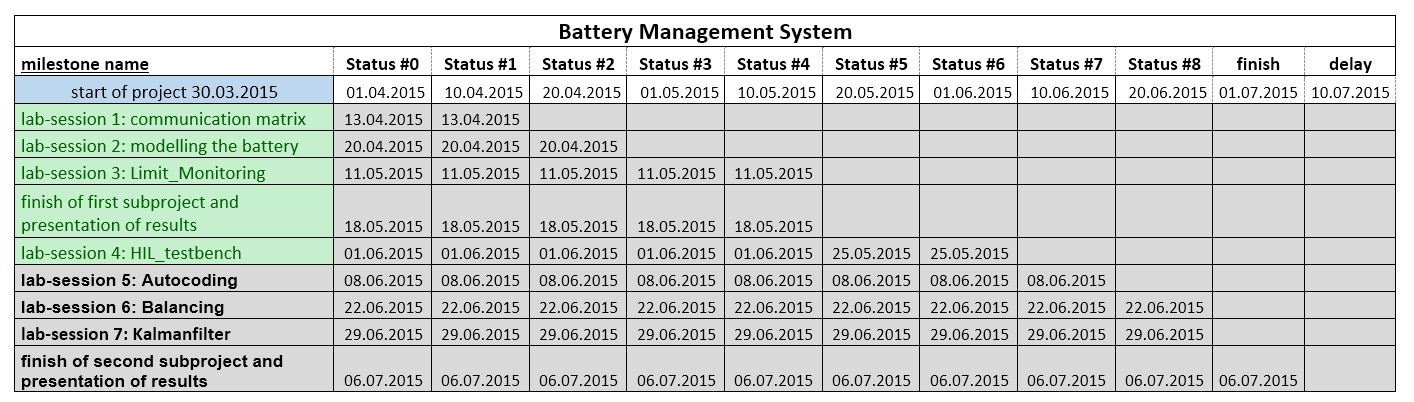 Battery Management System
milestone name Status #0 Status #1 Status #2 Status #3 Status #4 Status #5 Status #6 Status #7 Status #8 finish delay
start of project 30.03.2015 01.04.2015 10.04.2015 20.04.2015 01.05.2015 10.05.2015 20.05.2015 01.06.2015 10.06.2015 20.06.2015 01.07.2015 10.07.2015
lab-session 1: communication matrix 13.04.2015 13.04.2015
lab-session 2: modelling the battery 20.04.2015 20.04.2015 20.04.2015
lab-session 3: Limit_Monitoring 11.05.2015 11.05.2015 11.05.2015 11.05.2015 11.05.2015
finish of first subproject and
presentation of results 18.05.2015 18.05.2015 18.05.2015 18.05.2015 18.05.2015
lab-session 4: HIL_testbench 01.06.2015 01.06.2015 01.06.2015 01.06.2015 01.06.2015 25.05.2015 25.05.2015
lab-session 5: Autocoding 08.06.2015 08.06.2015 08.06.2015 08.06.2015 08.06.2015 08.06.2015 08.06.2015 08.06.2015
lab-session 6: Balancing 22.06.2015 22.06.2015 22.06.2015 22.06.2015 22.06.2015 22.06.2015 22.06.2015 22.06.2015 22.06.2015
lab-session 7: Kalmanfilter 29.06.2015 29.06.2015 29.06.2015 29.06.2015 29.06.2015 29.06.2015 29.06.2015 29.06.2015 29.06.2015
finish of second subproject and
presentation of results 06.07.2015 06.07.2015 06.07.2015 06.07.2015 06.07.2015 06.07.2015 06.07.2015 06.07.2015 06.07.2015 06.07.2015